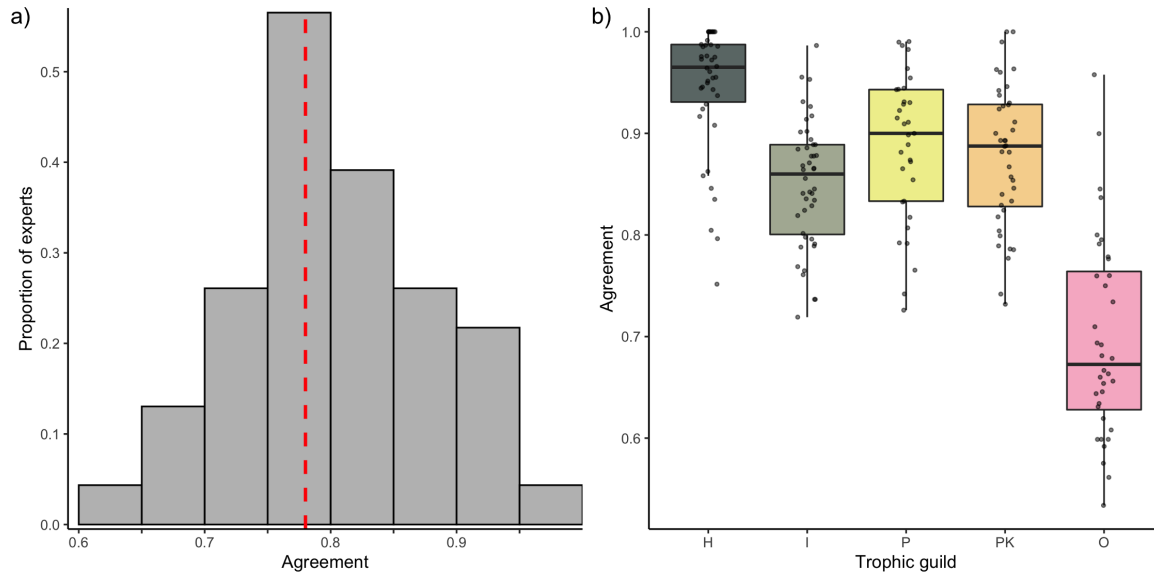 a)
Proportion of experts
0.5
0.4
0.3
0.2
0.1
0.0
0.6 0.7 0.8 0.9
Agreement
b)
Agreement
1.0
0.9
0.8
0.7
0.6
H I P PK O
Trophic guild